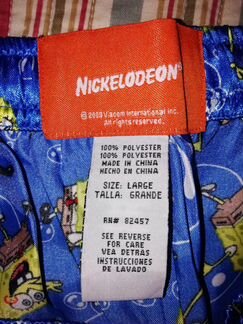 NICKELODEON
© 2003 Viacom International Inc.
All rights reserved.
100% POLYESTER
100% POLYESTER
MADE IN CHINA
HECHO EN CHINA
SIZE: LARGE
TALLA: GRANDE
RN# 82457
SEE REVERSE
FOR CARE
VEA DETRAS
INSTRUCCIONES
DE LAVADO